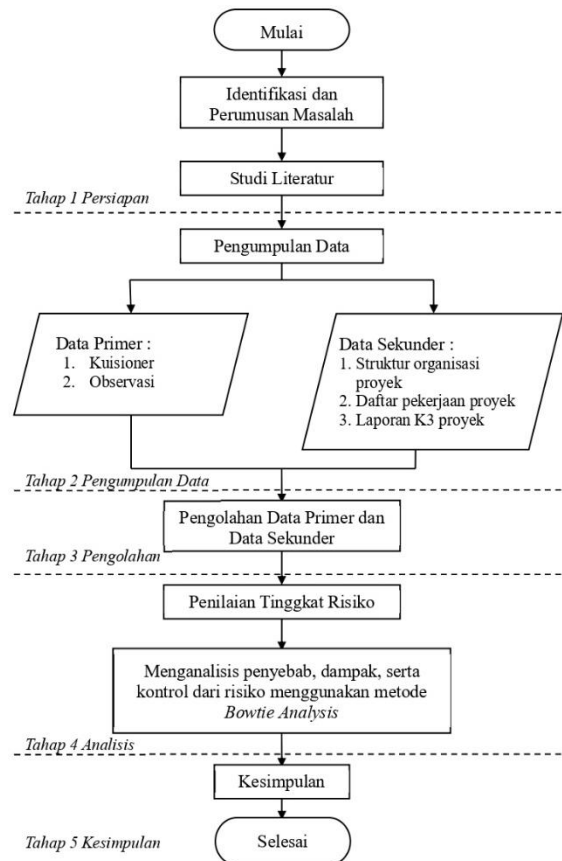 Mulai
Identifikasi dan
Perumusan Masalah
Studi Literatur
Tahap 1 Persiapan
Pengumpulan Data
Data Primer :
1. Kuisioner
2. Observasi
Data Sekunder :
1. Struktur organisasi
proyek
2. Daftar pekerjaan proyek
3. Laporan K3 proyek
Tahap 2 Pengumpulan Data
Pengolahan Data Primer dan
Data Sekunder
Tahap 3 Pengolahan
Penilaian Tinggkat Risiko
Menganalisis penyebab, dampak, serta
kontrol dari risiko menggunakan metode
Bowtie Analysis
Tahap 4 Analisis
Kesimpulan
Selesai
Tahap 5 Kesimpulan